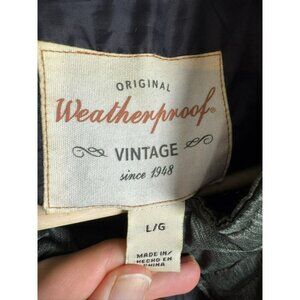 ORIGINAL
Weatherproof®
VINTAGE
since 1948
L/G
MADE IN/
HECHO EN
CHINA